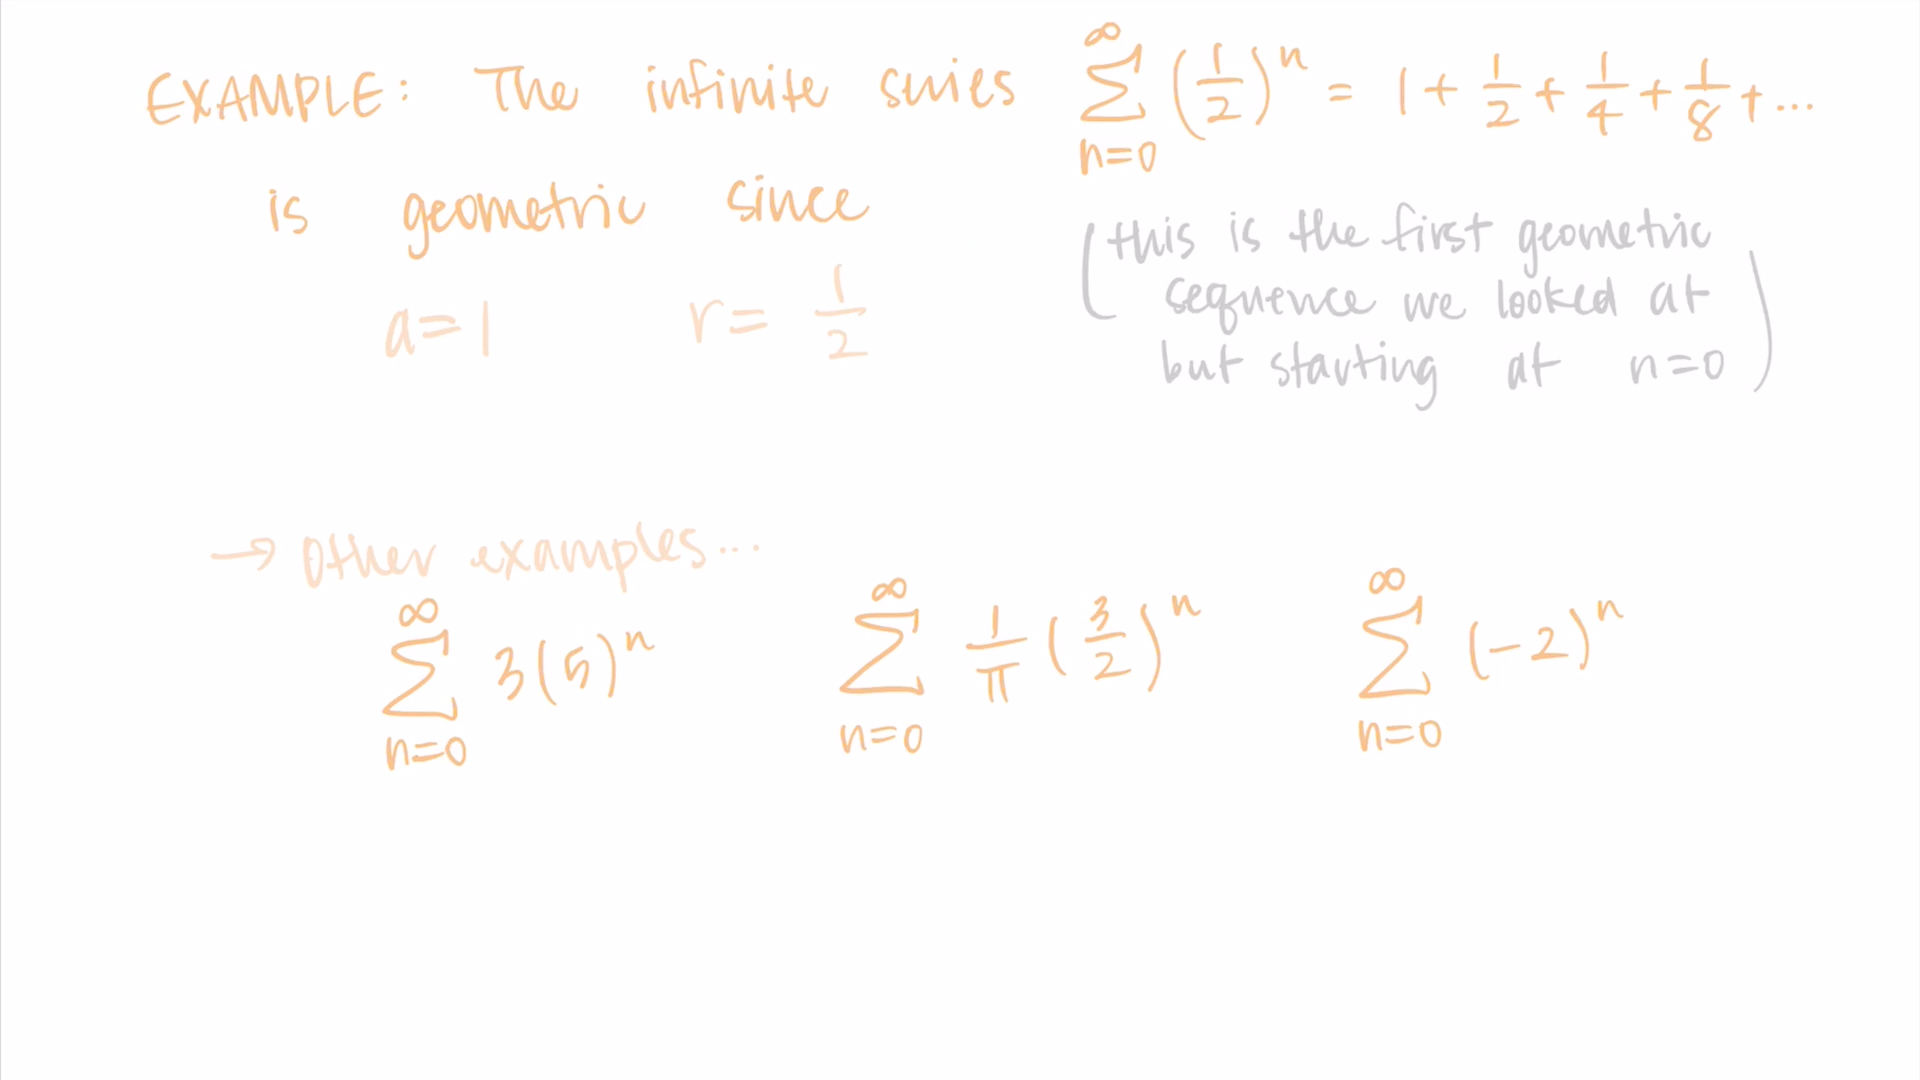 EXAMPLE: The infinite series ∞∑n=0 (1/2)^n = 1 + 1/2 + 1/4 + 1/8 + ...
is geometric since
a=1 r= 1/2
(this is the first geometric
sequence we looked at
but starting at n=0)
→ Other examples...
∞∑n=0 3(5)^n ∞∑n=0 1/π (3/2)^n ∞∑n=0 (-2)^n